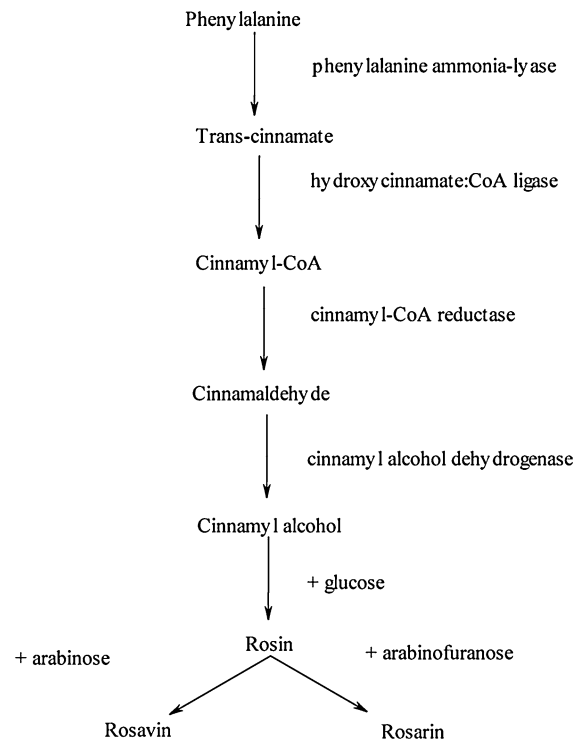 Phenylalanine
phenylalanine ammonia-lyase
Trans-cinnamate
hydroxycinnamate:CoA ligase
Cinnamyl-CoA
cinnamyl-CoA reductase
Cinnamaldehyde
cinnamyl alcohol dehydrogenase
Cinnamyl alcohol
+ glucose
Rosin
+ arabinose
+ arabinofuranose
Rosavin
Rosarin